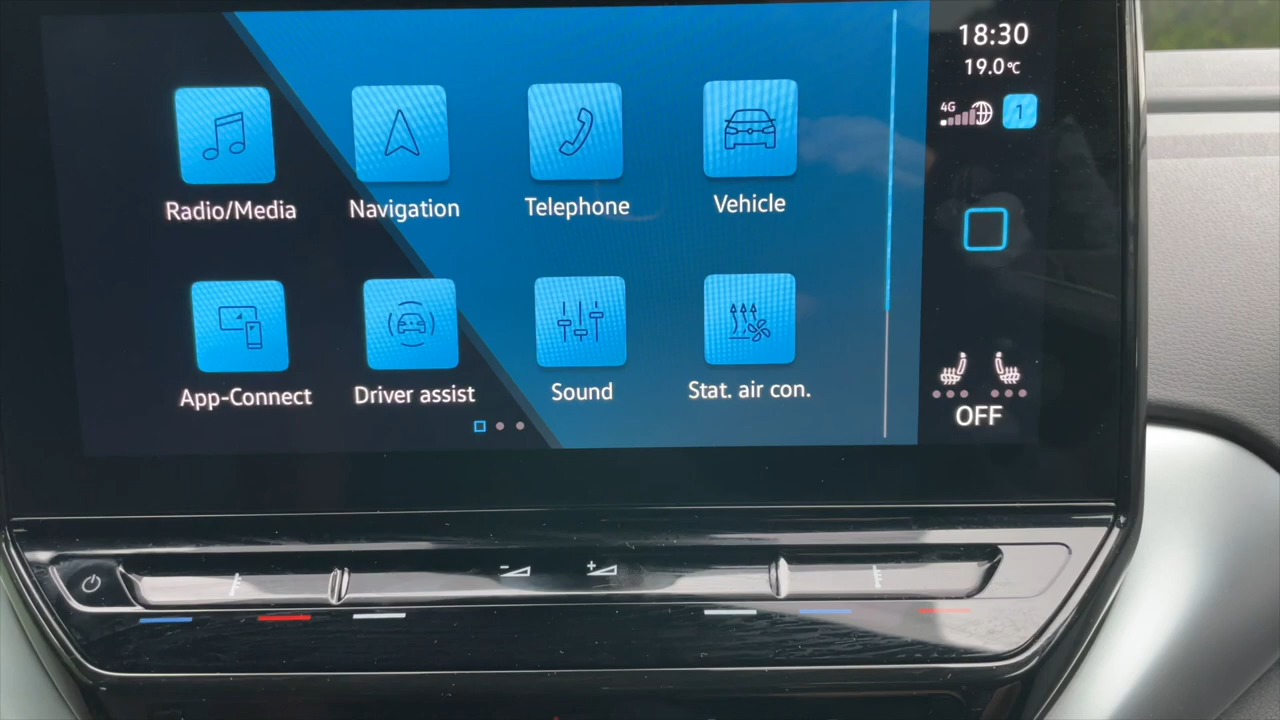 18:30
19.0°C
4G
1
Radio/Media
Navigation
Telephone
Vehicle
App-Connect
Driver assist
Sound
Stat. air con.
OFF